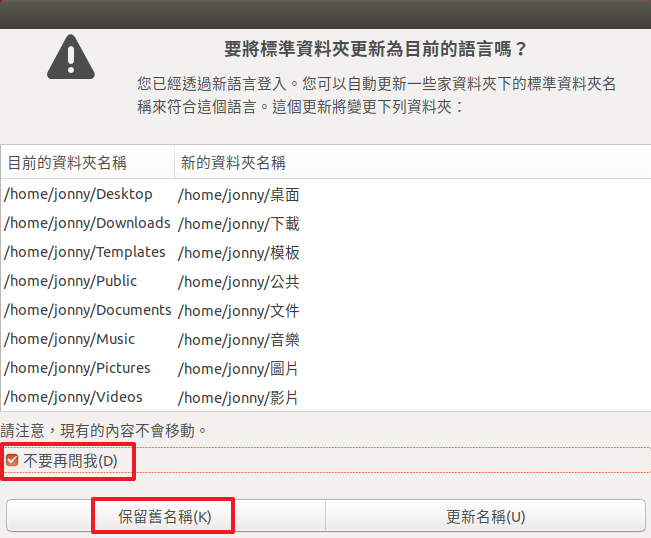 要將標準資料夾更新為目前的語言嗎？
您已經透過新語言登入。您可以自動更新一些家資料夾下的標準資料夾名
稱來符合這個語言。這個更新將變更下列資料夾：
目前的資料夾名稱 新的資料夾名稱
/home/jonny/Desktop /home/jonny/桌面
/home/jonny/Downloads /home/jonny/下載
/home/jonny/Templates /home/jonny/模板
/home/jonny/Public /home/jonny/公共
/home/jonny/Documents /home/jonny/文件
/home/jonny/Music /home/jonny/音樂
/home/jonny/Pictures /home/jonny/圖片
/home/jonny/Videos /home/jonny/影片
請注意，現有的內容不會移動。
不要再問我(D)
保留舊名稱(K) 更新名稱(U)